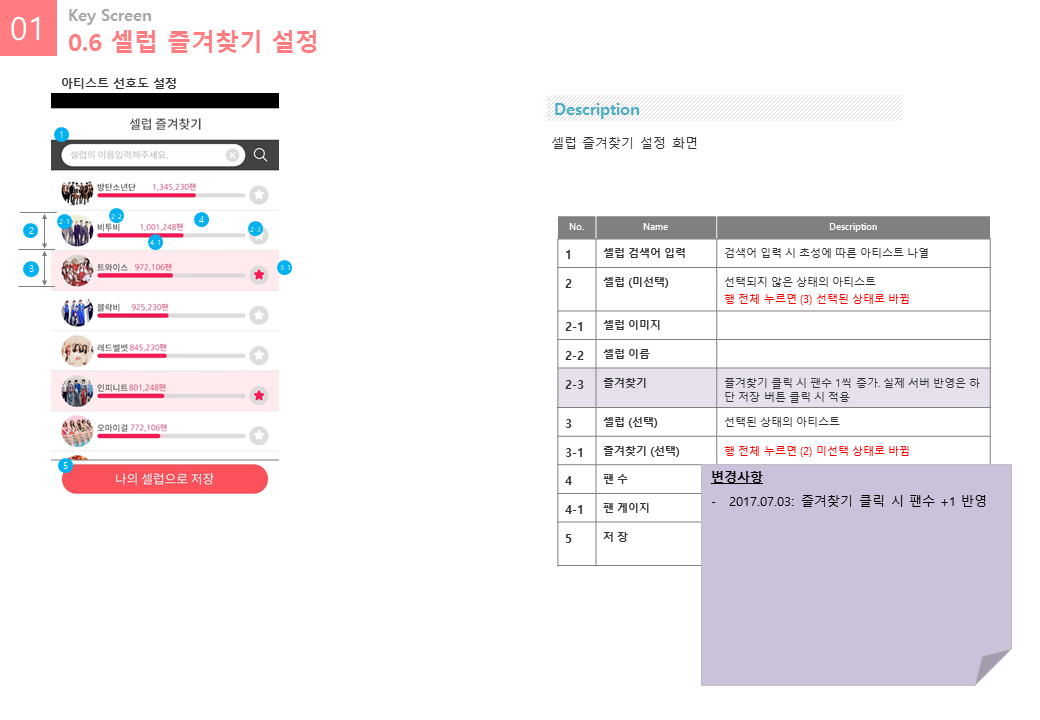 01
Key Screen
0.6 셀럽 즐겨찾기 설정
아티스트 선호도 설정
셀럽 즐겨찾기
1
셀럽의 이름입력해주세요.
방탄소년단 1,345,230팬
2
2-1
2-2
비투비 1,001,248팬
4
2-3
4-1
3
트와이스 972,106팬
3-1
블락비 925,230팬
레드벨벳 845,230팬
인피니트 801,248팬
오마이걸 772,106팬
5
나의 셀럽으로 저장
Description
셀럽 즐겨찾기 설정 화면
No. Name Description
1 셀럽 검색어 입력 검색어 입력 시 초성에 따른 아티스트 나열
2 셀럽 (미선택) 선택되지 않은 상태의 아티스트
행 전체 누르면 (3) 선택된 상태로 바뀜
2-1 셀럽 이미지
2-2 셀럽 이름
2-3 즐겨찾기 즐겨찾기 클릭 시 팬수 1씩 증가. 실제 서버 반영은 하
단 저장 버튼 클릭 시 적용
3 셀럽 (선택) 선택된 상태의 아티스트
3-1 즐겨찾기 (선택) 행 전체 누르면 (2) 미선택 상태로 바뀜
4 팬 수
4-1 팬 게이지
5 저 장
변경사항
- 2017.07.03: 즐겨찾기 클릭 시 팬수 +1 반영